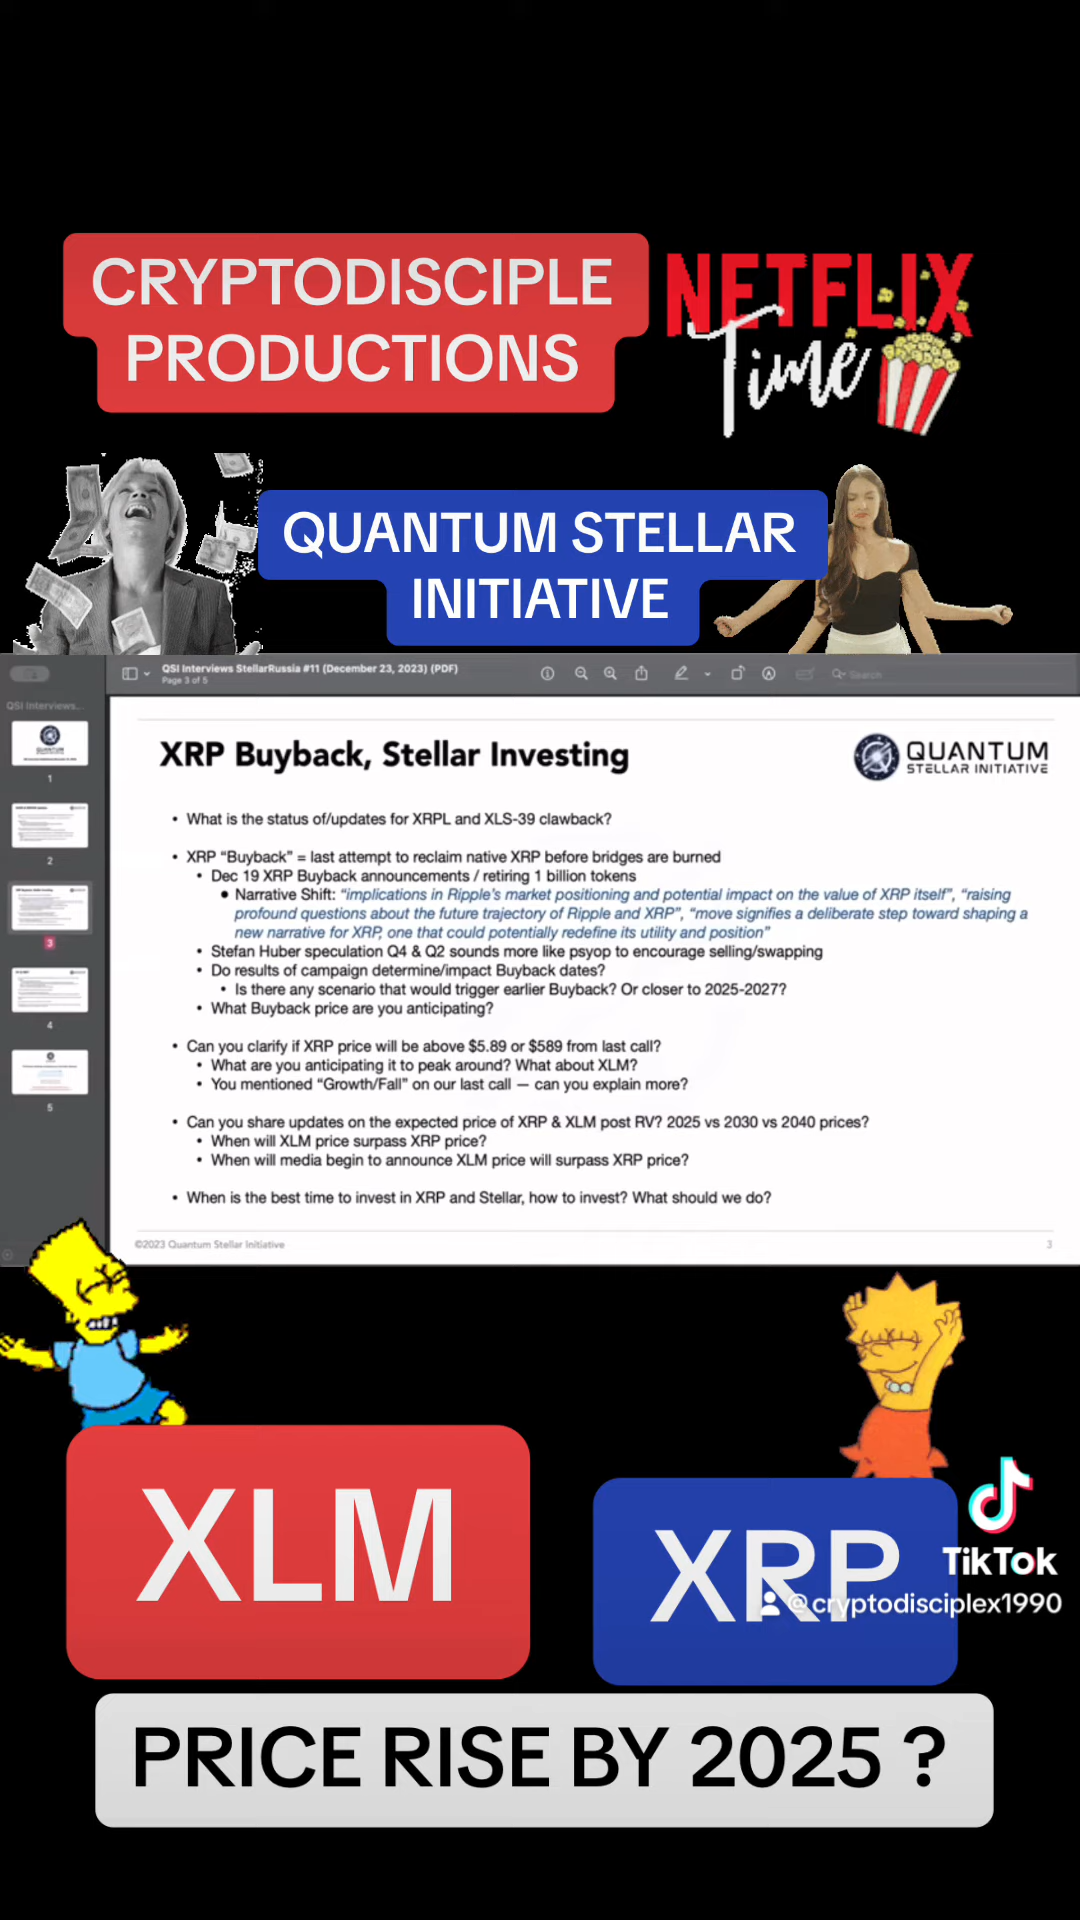 CRYPTODISCIPLE
PRODUCTIONS
NETFLIX
Time
QUANTUM STELLAR
INITIATIVE
QSI Interviews StellarRussia #11 (December 23, 2023) (PDF)
Page 3 of 5
Search
QSI Interviews...
1
2
3
4
5
XRP Buyback, Stellar Investing
QUANTUM
STELLAR INITIATIVE
• What is the status of/updates for XRPL and XLS-39 clawback?
• XRP “Buyback” = last attempt to reclaim native XRP before bridges are burned
• Dec 19 XRP Buyback announcements / retiring 1 billion tokens
• Narrative Shift: “implications in Ripple’s market positioning and potential impact on the value of XRP itself”, “raising
profound questions about the future trajectory of Ripple and XRP”, “move signifies a deliberate step toward shaping a
new narrative for XRP, one that could potentially redefine its utility and position”
• Stefan Huber speculation Q4 & Q2 sounds more like psyop to encourage selling/swapping
• Do results of campaign determine/impact Buyback dates?
• Is there any scenario that would trigger earlier Buyback? Or closer to 2025-2027?
• What Buyback price are you anticipating?
• Can you clarify if XRP price will be above $5.89 or $589 from last call?
• What are you anticipating it to peak around? What about XLM?
• You mentioned “Growth/Fall” on our last call — can you explain more?
• Can you share updates on the expected price of XRP & XLM post RV? 2025 vs 2030 vs 2040 prices?
• When will XLM price surpass XRP price?
• When will media begin to announce XLM price will surpass XRP price?
• When is the best time to invest in XRP and Stellar, how to invest? What should we do?
©2023 Quantum Stellar Initiative
3
XLM
XRP
TikTok
@cryptodisciplex1990
PRICE RISE BY 2025 ?